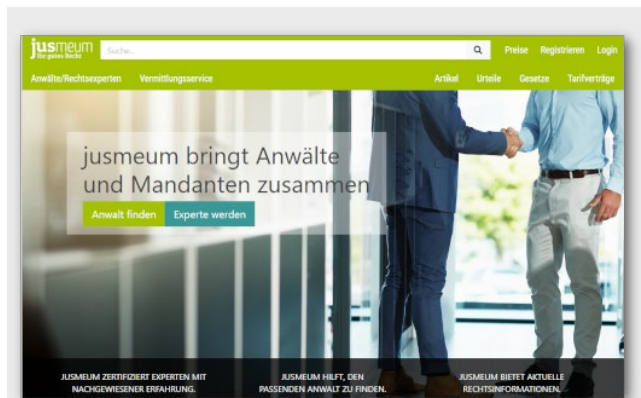 jusmeum
Ihr gutes Recht
Suche...
Preise Registrieren Login
Anwälte/Rechtsexperten Vermittlungsservice Artikel Urteile Gesetze Tarifverträge
jusmeum bringt Anwälte
und Mandanten zusammen
Anwalt finden Experte werden
JUSMEUM ZERTIFIZIERT EXPERTEN MIT
NACHGEWIESENER ERFAHRUNG.
JUSMEUM HILFT, DEN
PASSENDEN ANWALT ZU FINDEN.
JUSMEUM BIETET AKTUELLE
RECHTSINFORMATIONEN.